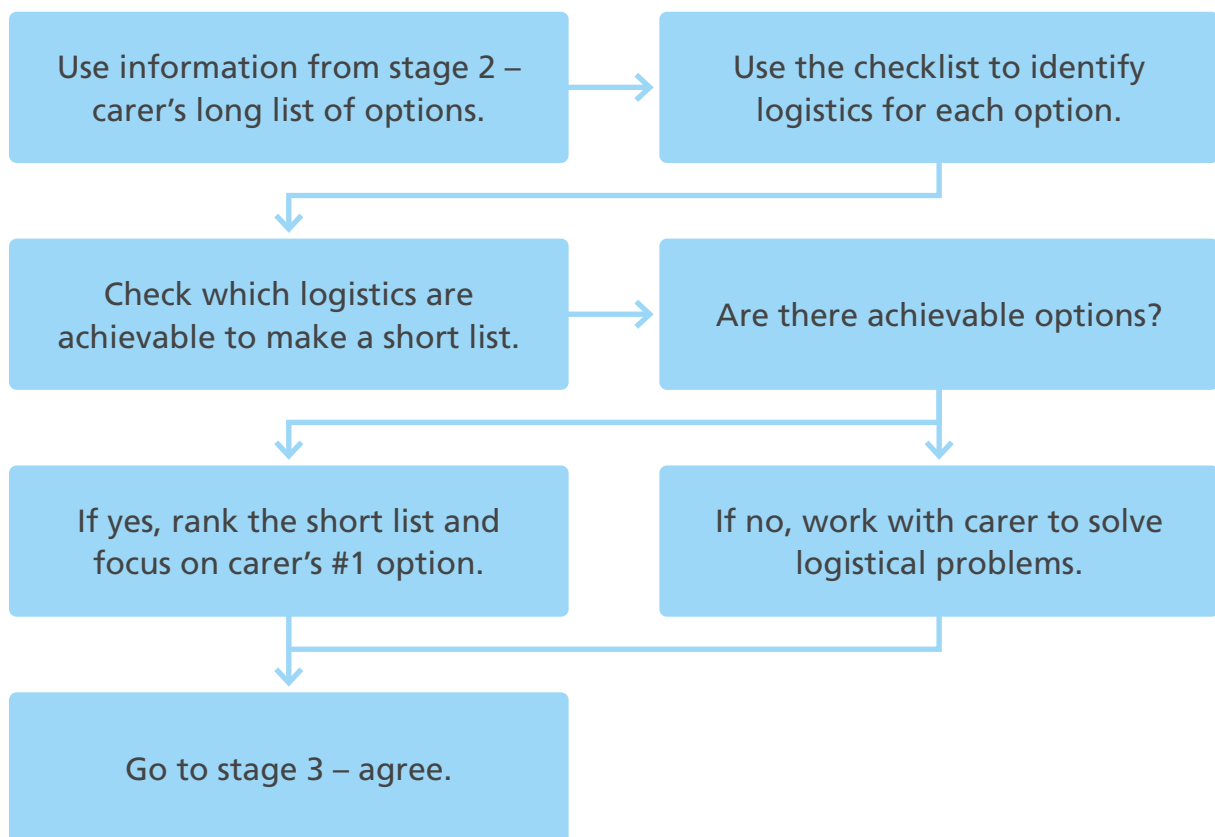 Use information from stage 2 –
carer’s long list of options.
Use the checklist to identify
logistics for each option.
Check which logistics are
achievable to make a short list.
Are there achievable options?
If yes, rank the short list and
focus on carer’s #1 option.
If no, work with carer to solve
logistical problems.
Go to stage 3 – agree.